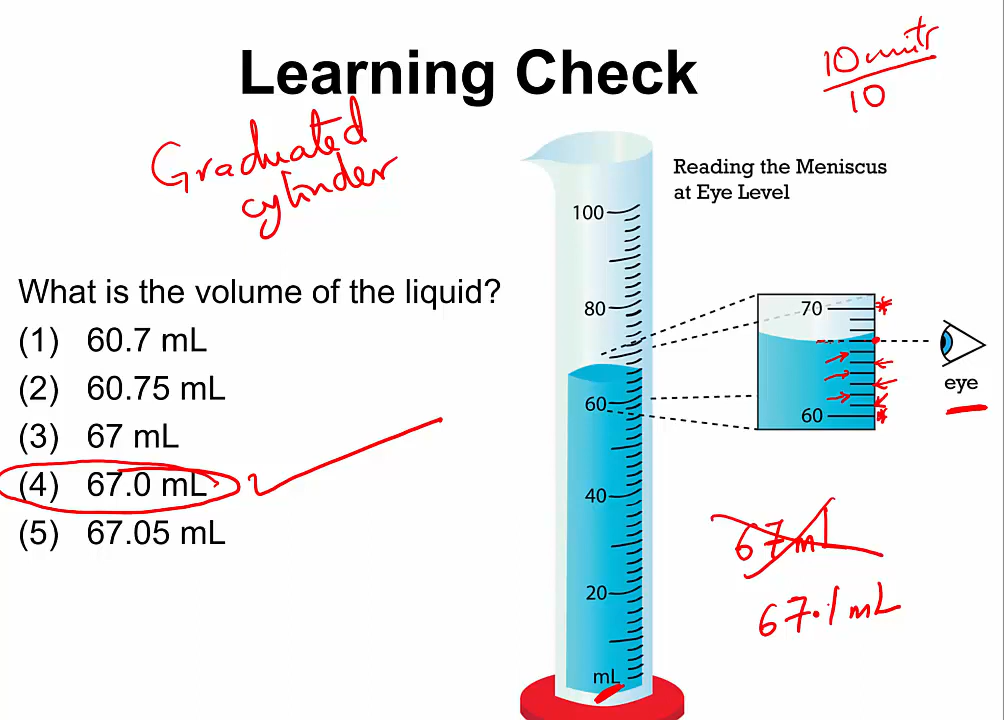 Learning Check
10 units
10
Graduated
cylinder
Reading the Meniscus
at Eye Level
What is the volume of the liquid?
(1) 60.7 mL
(2) 60.75 mL
(3) 67 mL
(4) 67.0 mL
(5) 67.05 mL
100
80
60
40
20
mL
70
60
eye
67 mL
67.1 mL